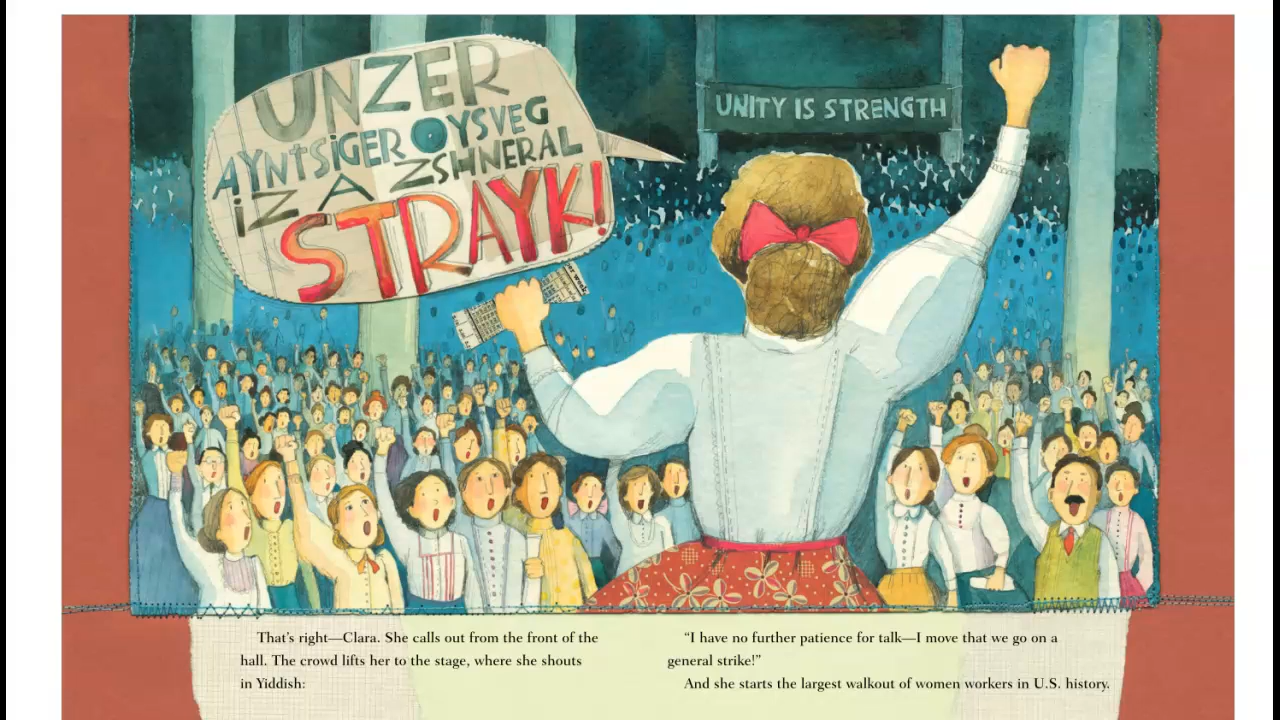 UNZER
AYNTSIGER OYSVEG
IZ A ZSHNERAL
STRAYK!
UNITY IS STRENGTH
That's right—Clara. She calls out from the front of the
hall. The crowd lifts her to the stage, where she shouts
in Yiddish:
“I have no further patience for talk—I move that we go on a
general strike!”
And she starts the largest walkout of women workers in U.S. history.